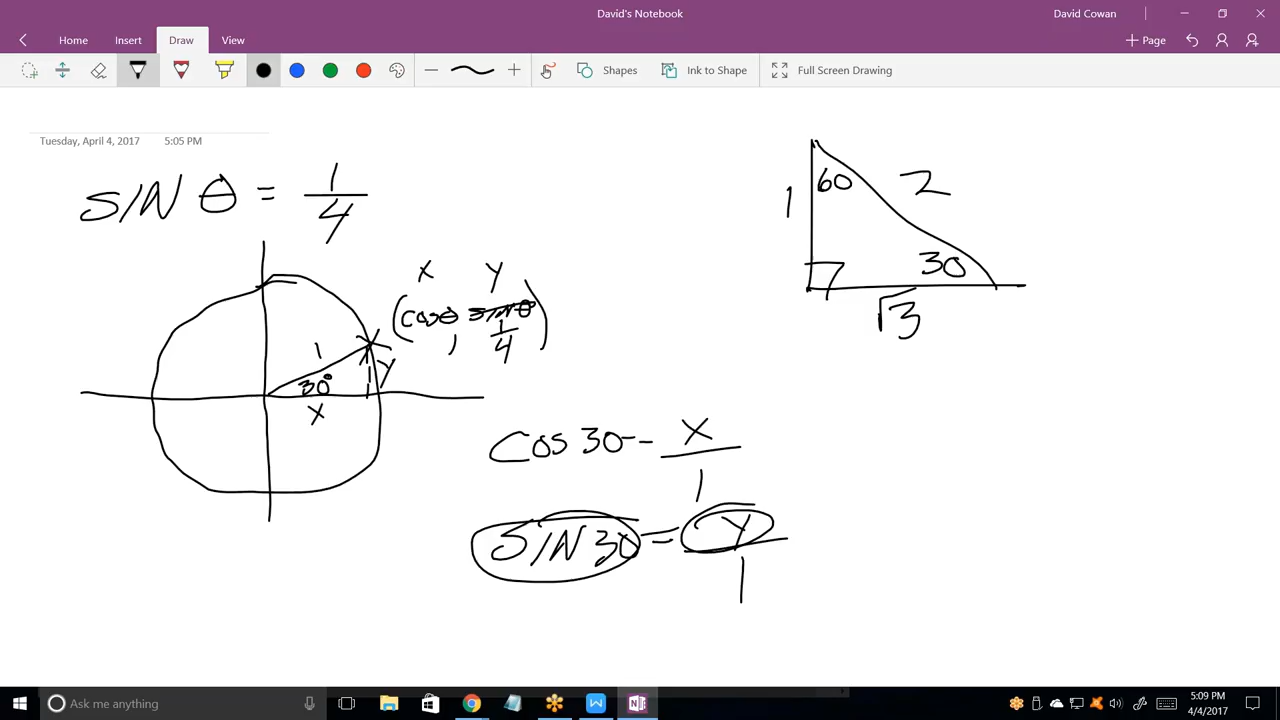 David's Notebook
David Cowan
Home Insert Draw View
Page
Shapes Ink to Shape Full Screen Drawing
Tuesday, April 4, 2017 5:05 PM
SIN θ = 1/4
1 60 2
30
√3
X Y
(cosθ, sinθ)
1/4
1
30°
Y
X
Cos 30 = X/1
SIN 30 = Y/1
Ask me anything
5:09 PM
4/4/2017